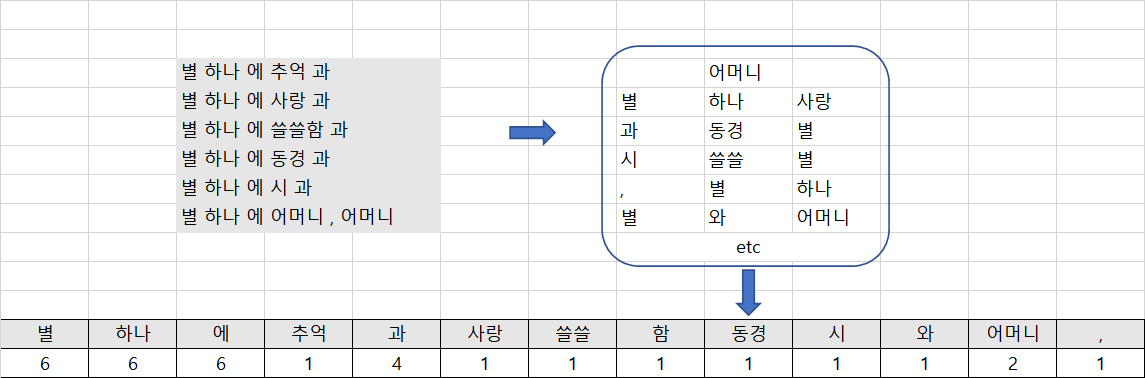 별 하나 에 추억 과
별 하나 에 사랑 과
별 하나 에 쓸쓸함 과
별 하나 에 동경 과
별 하나 에 시 과
별 하나 에 어머니 , 어머니
어머니
별 하나 사랑
과 동경 별
시 쓸쓸 별
, 별 하나
별 와 어머니
etc
별 하나 에 추억 과 사랑 쓸쓸 함 동경 시 와 어머니 ,
6 6 6 1 4 1 1 1 1 1 1 2 1